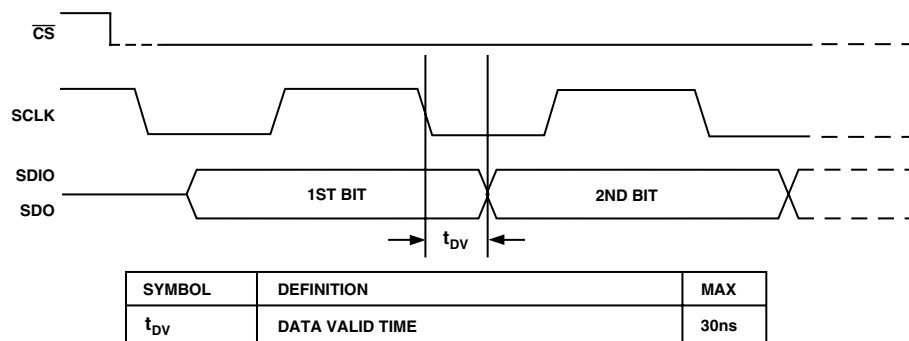 CS
SCLK
SDIO
SDO
1ST BIT
2ND BIT
tDV
SYMBOL DEFINITION MAX
tDV DATA VALID TIME 30ns